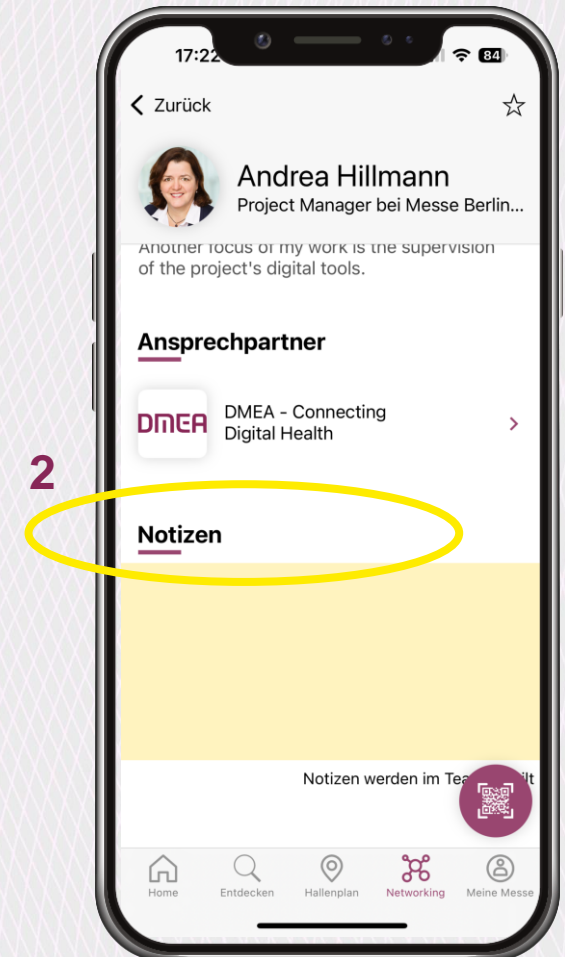 17:22
84
Zurück
Andrea Hillmann
Project Manager bei Messe Berlin...
Another focus of my work is the supervision
of the project's digital tools.
Ansprechpartner
DMEA
DMEA - Connecting
Digital Health
2
Notizen
Notizen werden im
Home Entdecken Hallenplan Networking Meine Messe